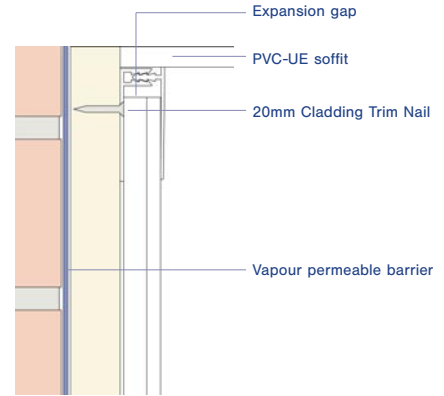 Expansion gap
PVC-UE soffit
20mm Cladding Trim Nail
Vapour permeable barrier